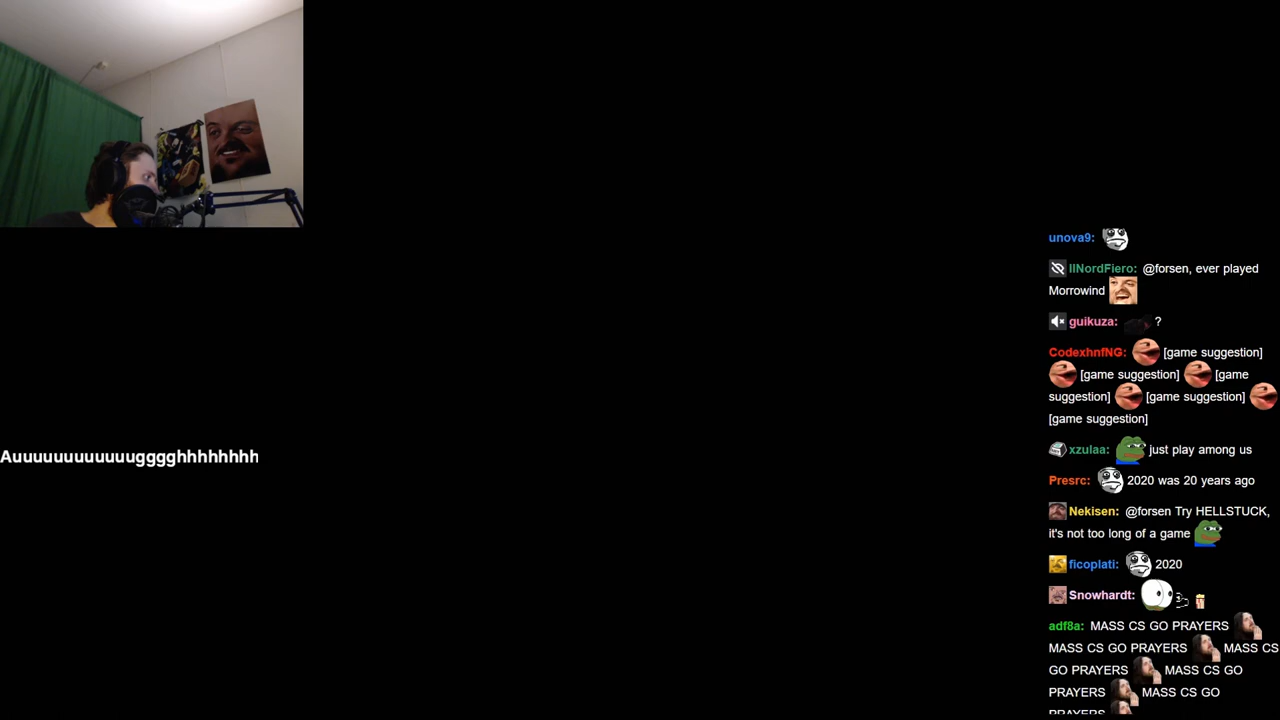 unova9:
IlNordFiero: @forsen, ever played
Morrowind
guikuza: ?
CodexhnfNG: [game suggestion]
[game suggestion] [game
suggestion] [game suggestion]
[game suggestion]
Auuuuuuuuuuuuggggghhhhhhhh
xzulaa: just play among us
Presrc: 2020 was 20 years ago
Nekisen: @forsen Try HELLSTUCK,
it's not too long of a game
ficoplati: 2020
Snowhardt:
adf8a: MASS CS GO PRAYERS
MASS CS GO PRAYERS MASS CS
GO PRAYERS MASS CS GO
PRAYERS MASS CS GO
PRAYERS